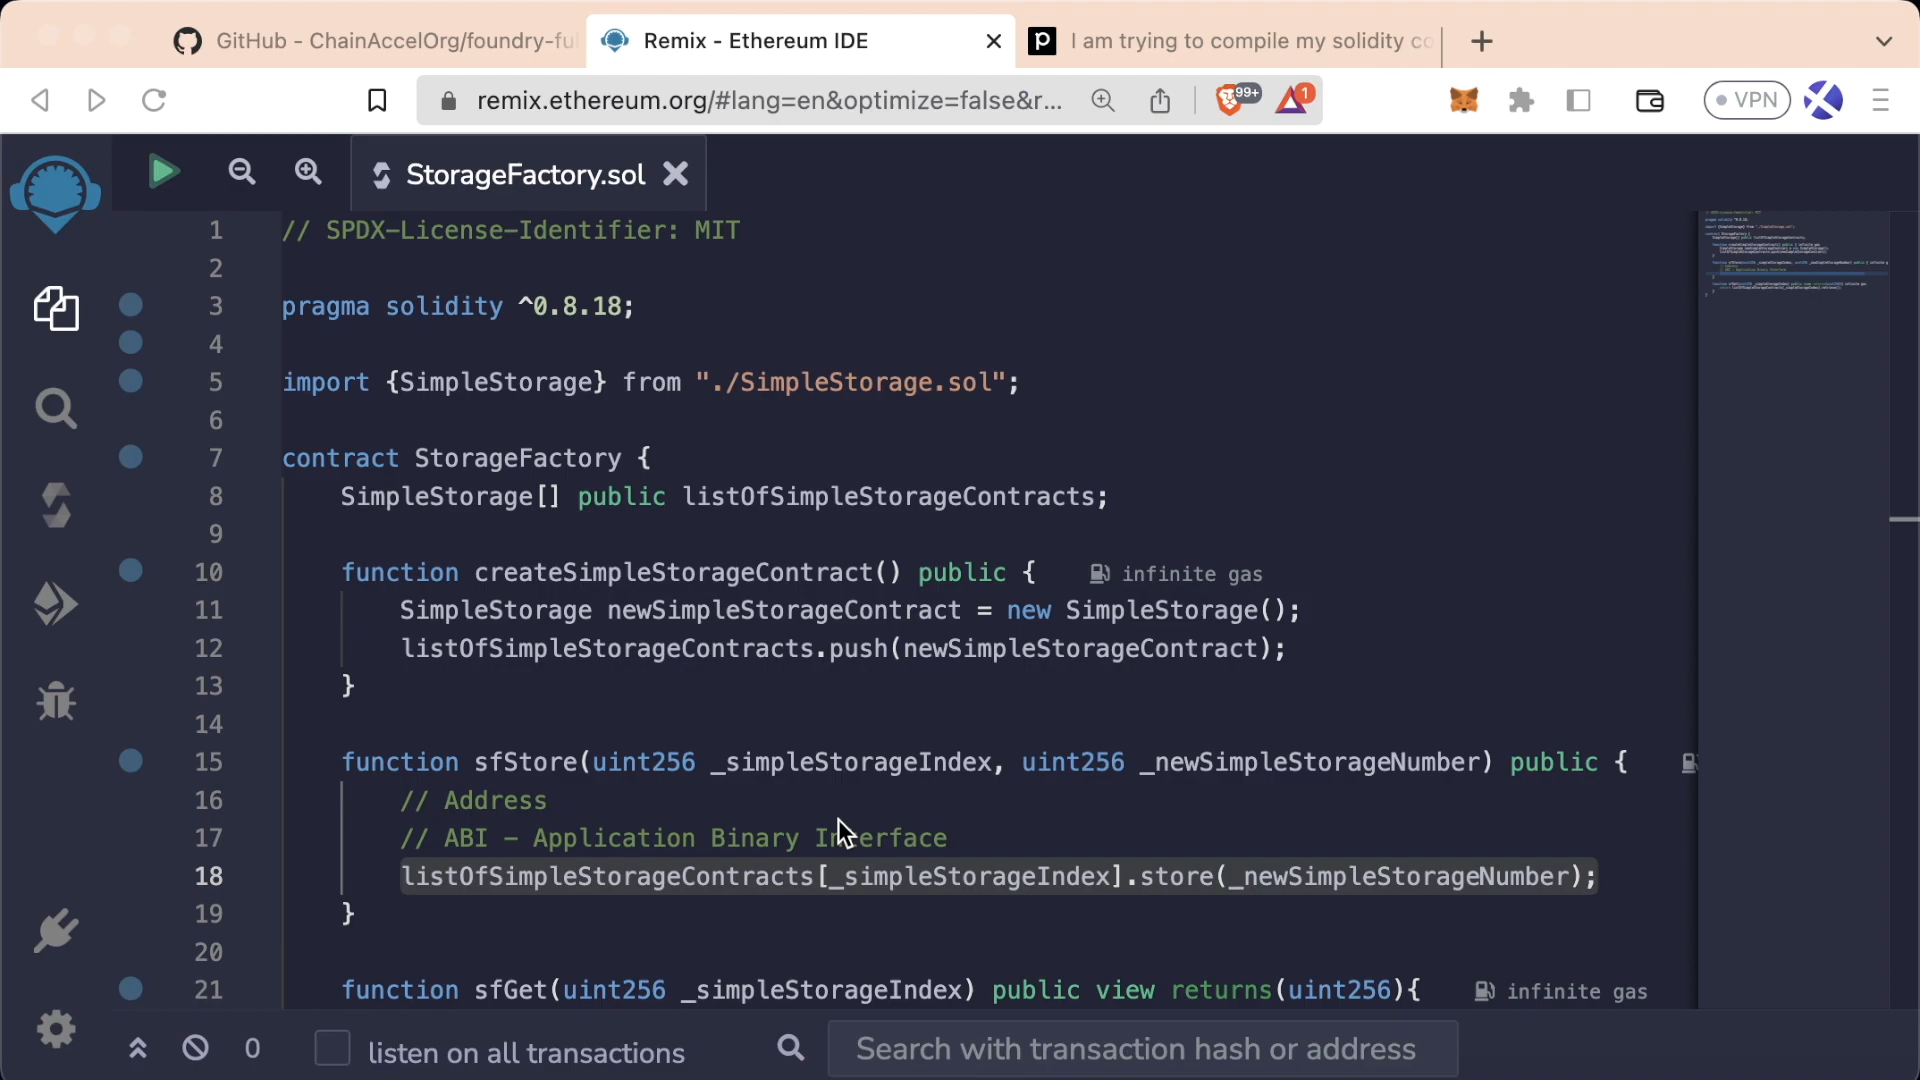 GitHub - ChainAccelOrg/foundry-ful
Remix - Ethereum IDE
I am trying to compile my solidity co
remix.ethereum.org/#lang=en&optimize=false&r...
99+
1
VPN
StorageFactory.sol
1 // SPDX-License-Identifier: MIT
2
3 pragma solidity ^0.8.18;
4
5 import {SimpleStorage} from "./SimpleStorage.sol";
6
7 contract StorageFactory {
8 SimpleStorage[] public listOfSimpleStorageContracts;
9
10 function createSimpleStorageContract() public { infinite gas
11 SimpleStorage newSimpleStorageContract = new SimpleStorage();
12 listOfSimpleStorageContracts.push(newSimpleStorageContract);
13 }
14
15 function sfStore(uint256 _simpleStorageIndex, uint256 _newSimpleStorageNumber) public {
16 // Address
17 // ABI - Application Binary Interface
18 listOfSimpleStorageContracts[_simpleStorageIndex].store(_newSimpleStorageNumber);
19 }
20
21 function sfGet(uint256 _simpleStorageIndex) public view returns(uint256){ infinite gas
0
listen on all transactions
Search with transaction hash or address